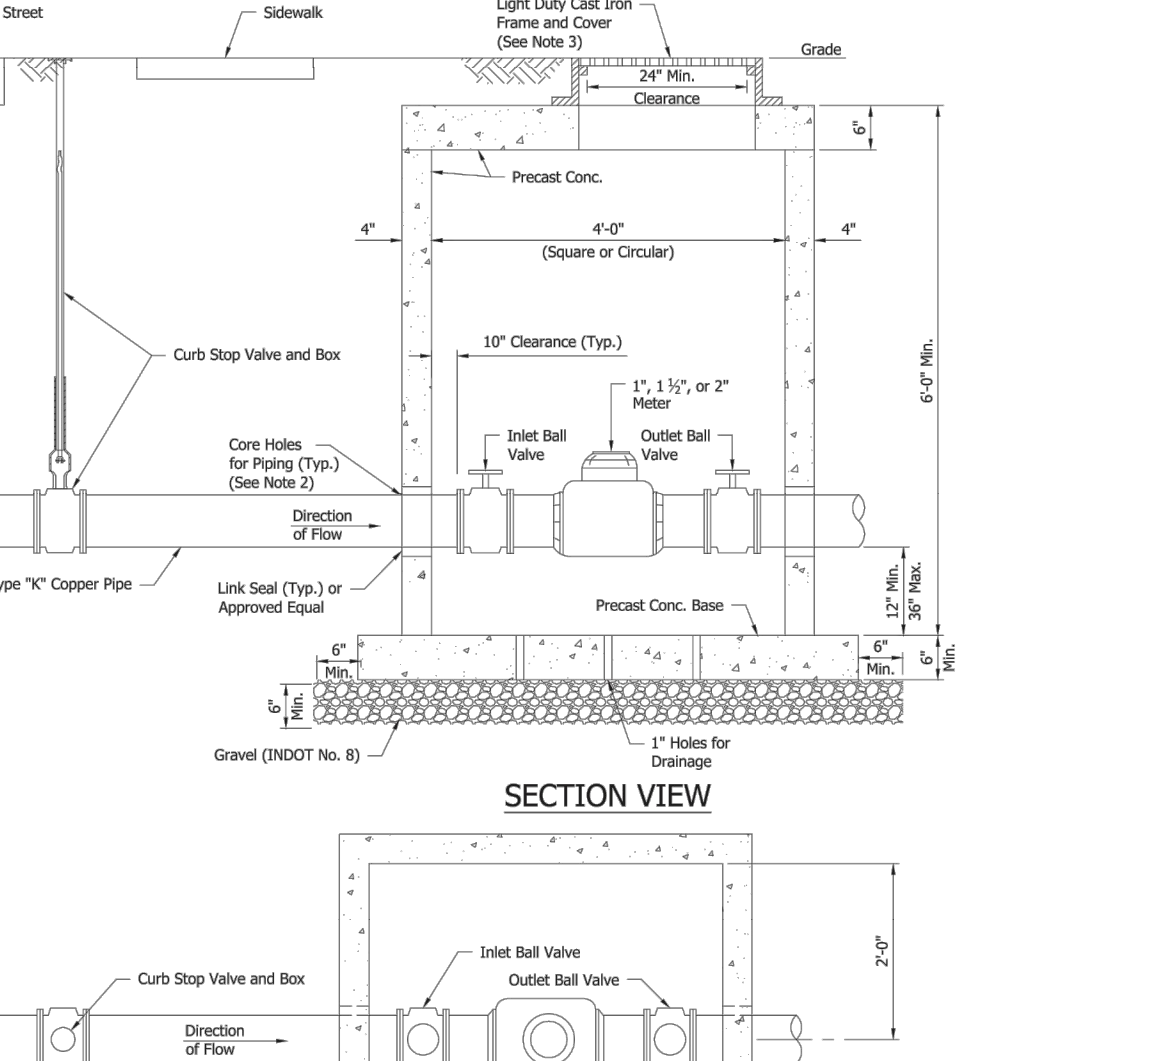 Street
Sidewalk
Light Duty Cast Iron
Frame and Cover
(See Note 3)
Grade
24" Min.
Clearance
6"
Precast Conc.
4"
4'-0"
(Square or Circular)
4"
10" Clearance (Typ.)
Curb Stop Valve and Box
6'-0" Min.
1", 1 ½", or 2"
Meter
Inlet Ball
Valve
Outlet Ball
Valve
Core Holes
for Piping (Typ.)
(See Note 2)
Direction
of Flow
ype "K" Copper Pipe
Link Seal (Typ.) or
Approved Equal
12" Min.
36" Max.
Precast Conc. Base
6"
Min.
6"
Min.
6"
Min.
6"
Min.
Gravel (INDOT No. 8)
1" Holes for
Drainage
SECTION VIEW
2'-0"
Inlet Ball Valve
Curb Stop Valve and Box
Outlet Ball Valve
Direction
of Flow